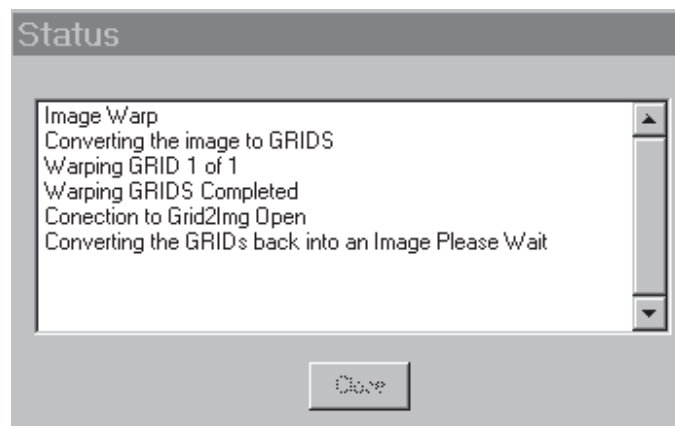 Status
Image Warp
Converting the image to GRIDS
Warping GRID 1 of 1
Warping GRIDS Completed
Conection to Grid2Img Open
Converting the GRIDs back into an Image Please Wait
Close